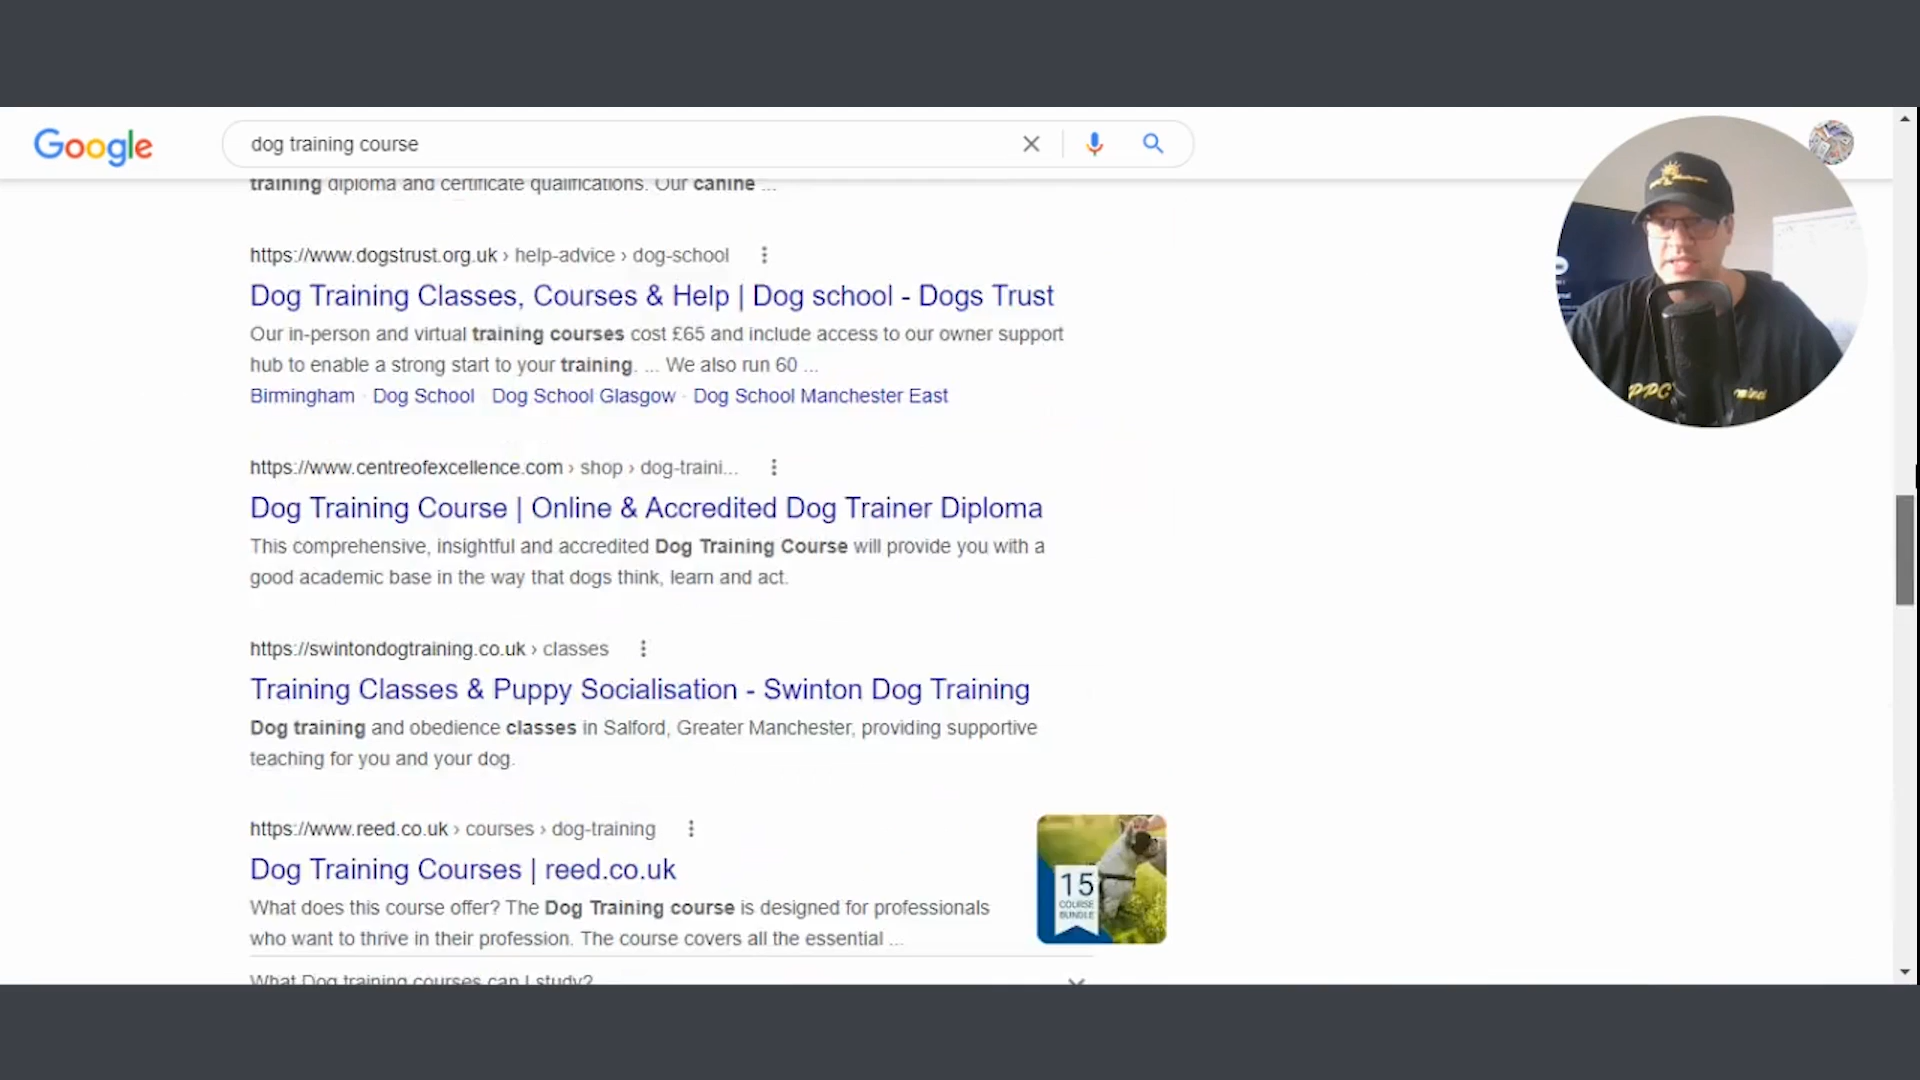 Google
dog training course
training diploma and certificate qualifications. Our canine ...
https://www.dogstrust.org.uk › help-advice › dog-school
Dog Training Classes, Courses & Help | Dog school - Dogs Trust
Our in-person and virtual training courses cost £65 and include access to our owner support
hub to enable a strong start to your training. ... We also run 60 ...
Birmingham · Dog School · Dog School Glasgow · Dog School Manchester East
https://www.centreofexcellence.com › shop › dog-traini...
Dog Training Course | Online & Accredited Dog Trainer Diploma
This comprehensive, insightful and accredited Dog Training Course will provide you with a
good academic base in the way that dogs think, learn and act.
https://swintondogtraining.co.uk › classes
Training Classes & Puppy Socialisation - Swinton Dog Training
Dog training and obedience classes in Salford, Greater Manchester, providing supportive
teaching for you and your dog.
https://www.reed.co.uk › courses › dog-training
Dog Training Courses | reed.co.uk
What does this course offer? The Dog Training course is designed for professionals
who want to thrive in their profession. The course covers all the essential ...
15
COURSE
BUNDLE
What Dog training courses can I study?
PPC